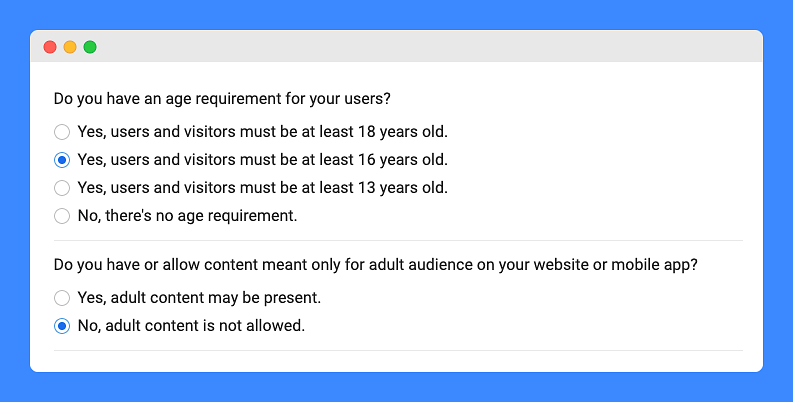 Do you have an age requirement for your users?
Yes, users and visitors must be at least 18 years old.
Yes, users and visitors must be at least 16 years old.
Yes, users and visitors must be at least 13 years old.
No, there's no age requirement.
Do you have or allow content meant only for adult audience on your website or mobile app?
Yes, adult content may be present.
No, adult content is not allowed.